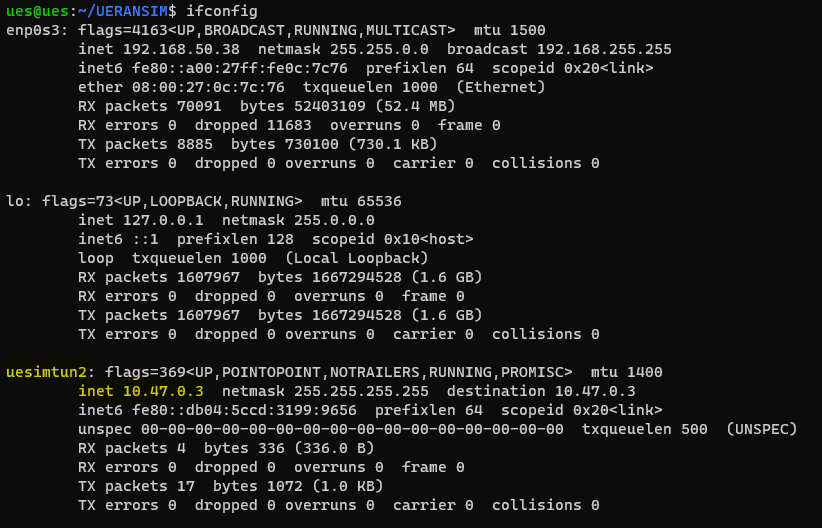 ues@ues:~/UERANSIM$ ifconfig
enp0s3: flags=4163<UP,BROADCAST,RUNNING,MULTICAST>  mtu 1500
        inet 192.168.50.38  netmask 255.255.0.0  broadcast 192.168.255.255
        inet6 fe80::a00:27ff:fe0c:7c76  prefixlen 64  scopeid 0x20<link>
        ether 08:00:27:0c:7c:76  txqueuelen 1000  (Ethernet)
        RX packets 70091  bytes 52403109 (52.4 MB)
        RX errors 0  dropped 11683  overruns 0  frame 0
        TX packets 8885  bytes 730100 (730.1 KB)
        TX errors 0  dropped 0 overruns 0  carrier 0  collisions 0

lo: flags=73<UP,LOOPBACK,RUNNING>  mtu 65536
        inet 127.0.0.1  netmask 255.0.0.0
        inet6 ::1  prefixlen 128  scopeid 0x10<host>
        loop  txqueuelen 1000  (Local Loopback)
        RX packets 1607967  bytes 1667294528 (1.6 GB)
        RX errors 0  dropped 0  overruns 0  frame 0
        TX packets 1607967  bytes 1667294528 (1.6 GB)
        TX errors 0  dropped 0 overruns 0  carrier 0  collisions 0

uesimtun2: flags=369<UP,POINTOPOINT,NOTRAILERS,RUNNING,PROMISC>  mtu 1400
        inet 10.47.0.3  netmask 255.255.255.255  destination 10.47.0.3
        inet6 fe80::db04:5ccd:3199:9656  prefixlen 64  scopeid 0x20<link>
        unspec 00-00-00-00-00-00-00-00-00-00-00-00-00-00-00-00  txqueuelen 500  (UNSPEC)
        RX packets 4  bytes 336 (336.0 B)
        RX errors 0  dropped 0  overruns 0  frame 0
        TX packets 17  bytes 1072 (1.0 KB)
        TX errors 0  dropped 0 overruns 0  carrier 0  collisions 0